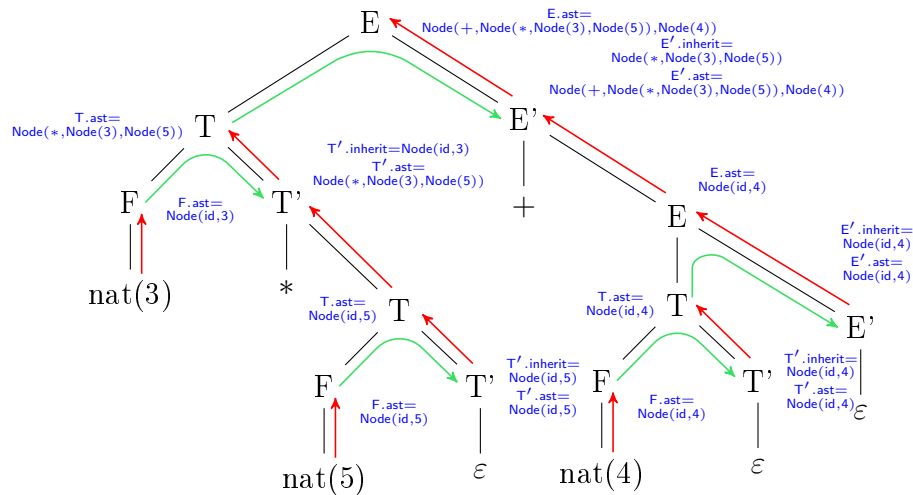 E.ast=
Node(+,Node(*,Node(3),Node(5)),Node(4))
E
E′.inherit=
Node(*,Node(3),Node(5))
E′.ast=
Node(+,Node(*,Node(3),Node(5)),Node(4))
T.ast=
Node(*,Node(3),Node(5))
T
E'
T′.inherit=Node(id,3)
T′.ast=
Node(*,Node(3),Node(5))
E.ast=
Node(id,4)
F
F.ast=
Node(id,3)
T'
+
E
E′.inherit=
Node(id,4)
E′.ast=
Node(id,4)
nat(3)
*
T.ast=
Node(id,5)
T
T.ast=
Node(id,4)
T
E'
F
F.ast=
Node(id,5)
T'
T′.inherit=
Node(id,5)
T′.ast=
Node(id,5)
F
F.ast=
Node(id,4)
T'
T′.inherit=
Node(id,4)
T′.ast=
Node(id,4)
ε
nat(5)
ε
nat(4)
ε